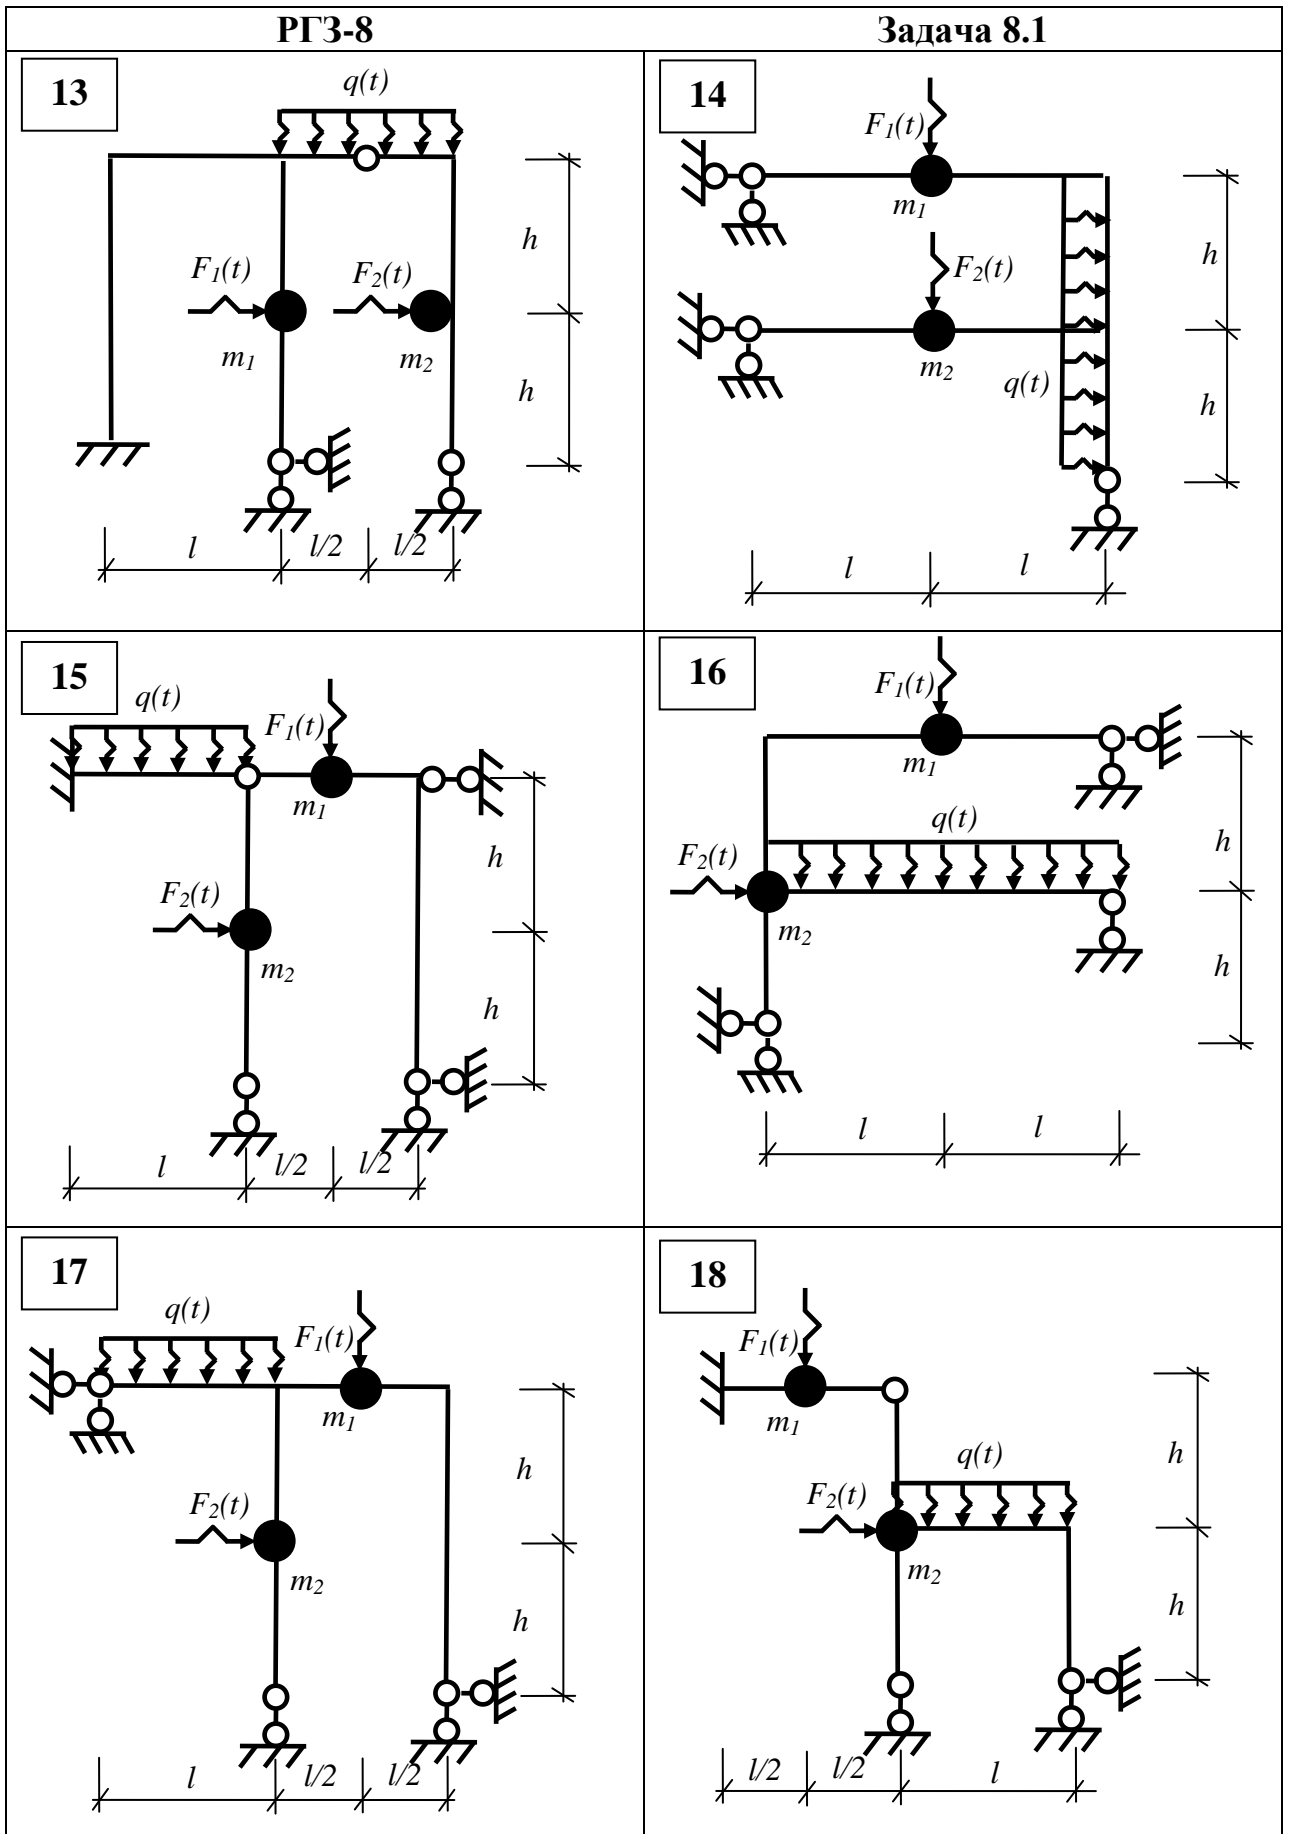 РГЗ-8 Задача 8.1
13
q(t)
F₁(t) F₂(t)
m₁ m₂
h
h
l l/2 l/2
14
F₁(t)
m₁
F₂(t)
m₂
q(t)
h
h
l l
15
q(t)
F₁(t)
m₁
F₂(t)
m₂
h
h
l l/2 l/2
16
F₁(t)
m₁
q(t)
F₂(t)
m₂
h
h
l l
17
q(t)
F₁(t)
m₁
F₂(t)
m₂
h
h
l l/2 l/2
18
F₁(t)
m₁
q(t)
F₂(t)
m₂
h
h
l/2 l/2 l